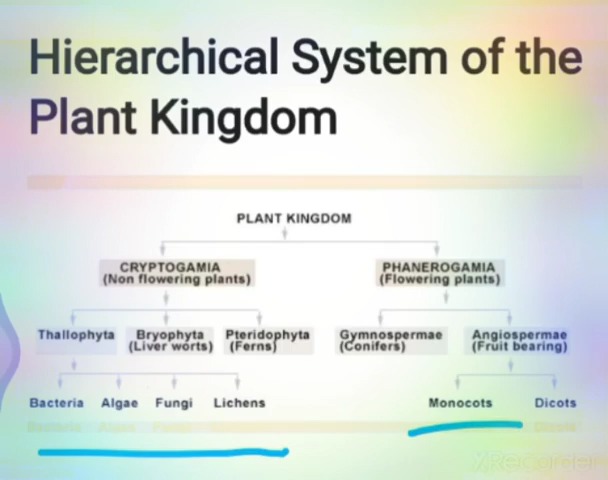 Hierarchical System of the
Plant Kingdom
PLANT KINGDOM
CRYPTOGAMIA
(Non flowering plants)
PHANEROGAMIA
(Flowering plants)
Thallophyta
Bryophyta
(Liver worts)
Pteridophyta
(Ferns)
Gymnospermae
(Conifers)
Angiospermae
(Fruit bearing)
Bacteria
Algae
Fungi
Lichens
Monocots
Dicots